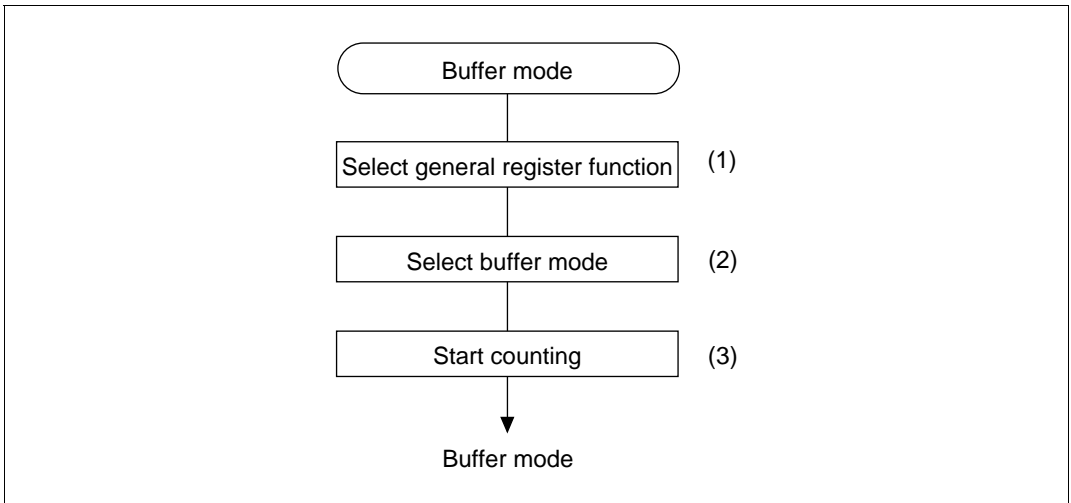 Buffer mode
Select general register function (1)
Select buffer mode (2)
Start counting (3)
Buffer mode